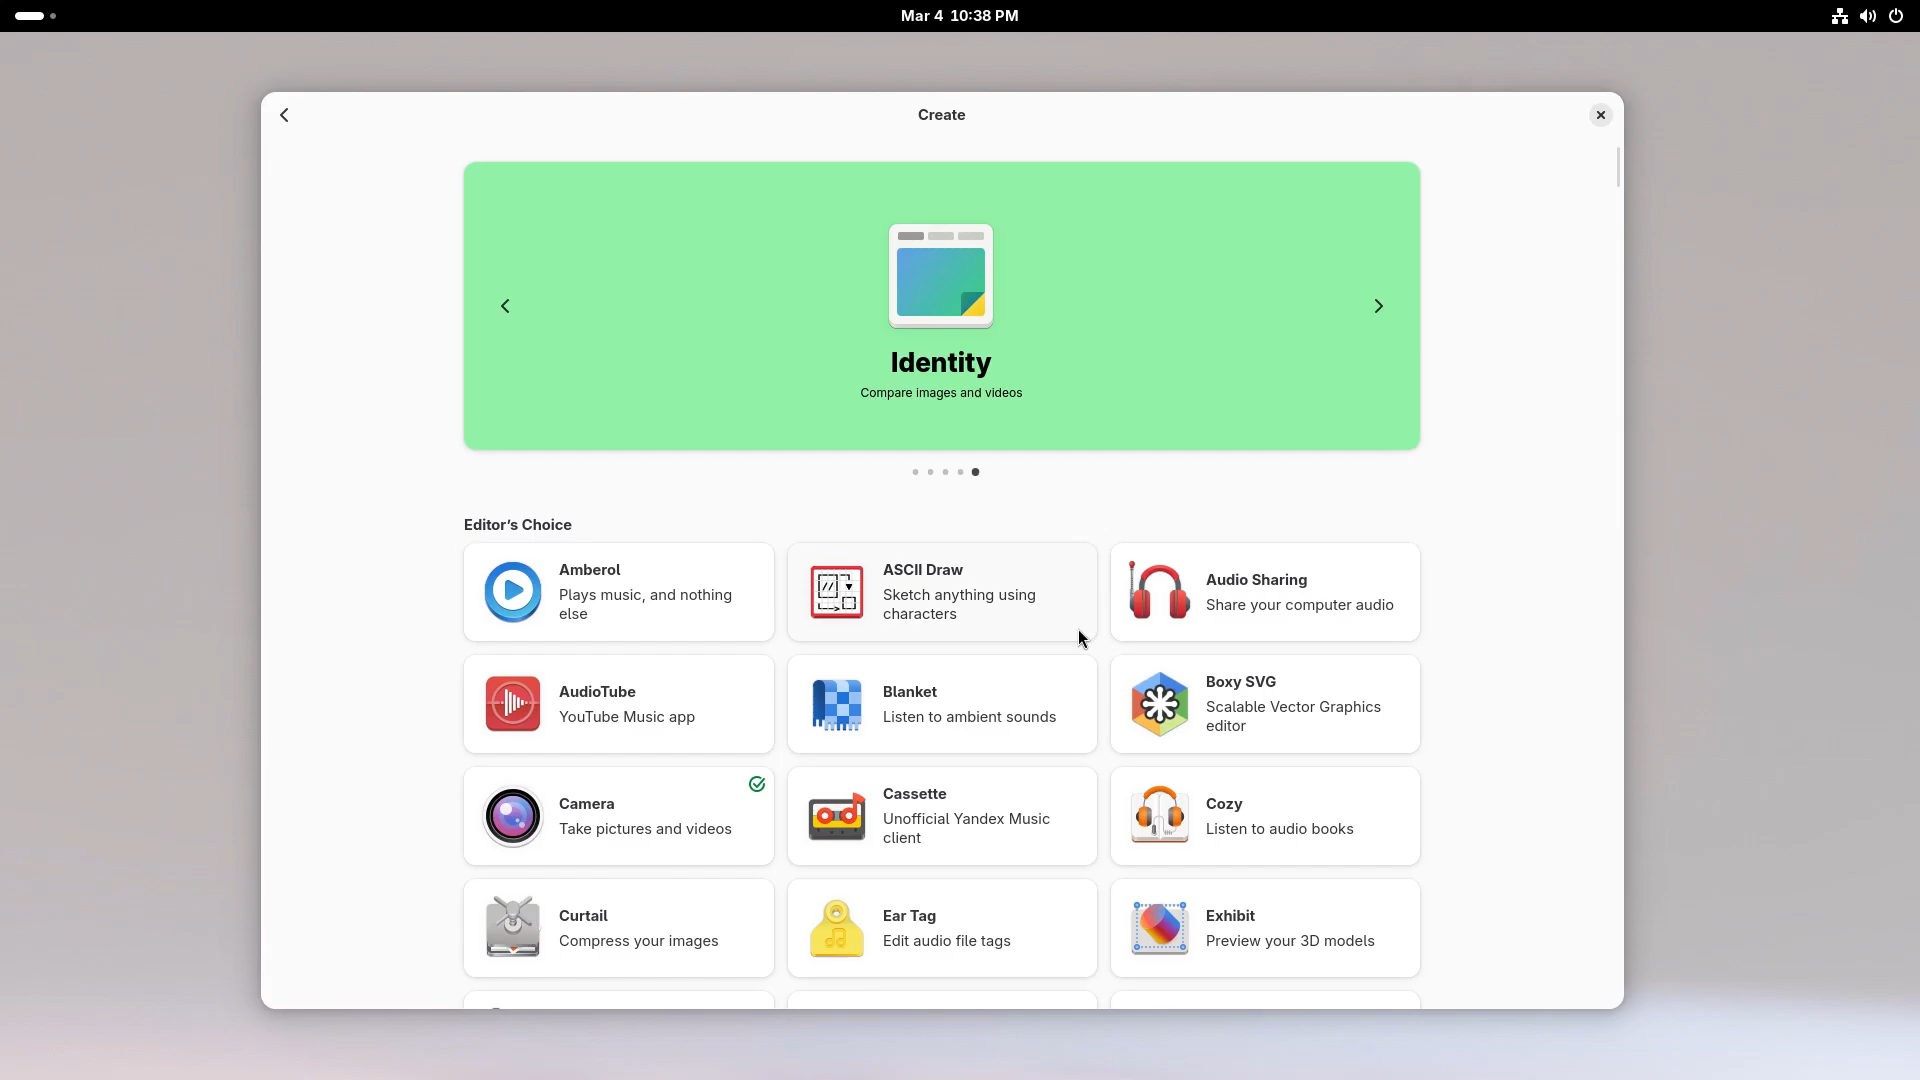 Mar 4 10:38 PM
Create
Identity
Compare images and videos
Editor's Choice
Amberol
Plays music, and nothing
else
ASCII Draw
Sketch anything using
characters
Audio Sharing
Share your computer audio
AudioTube
YouTube Music app
Blanket
Listen to ambient sounds
Boxy SVG
Scalable Vector Graphics
editor
Camera
Take pictures and videos
Cassette
Unofficial Yandex Music
client
Cozy
Listen to audio books
Curtail
Compress your images
Ear Tag
Edit audio file tags
Exhibit
Preview your 3D models